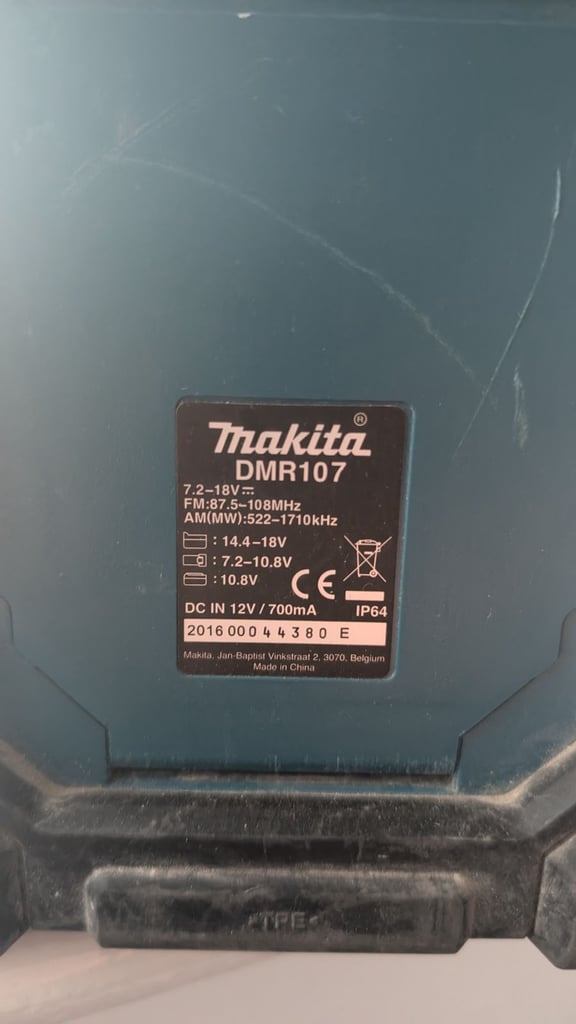 makita®
DMR107
7.2–18V⎓
FM:87.5–108MHz
AM(MW):522–1710kHz
: 14.4–18V
: 7.2–10.8V
: 10.8V
CE
DC IN 12V / 700mA IP64
2016 00044380 E
Makita, Jan-Baptist Vinkstraat 2, 3070, Belgium
Made in China
>TPE<